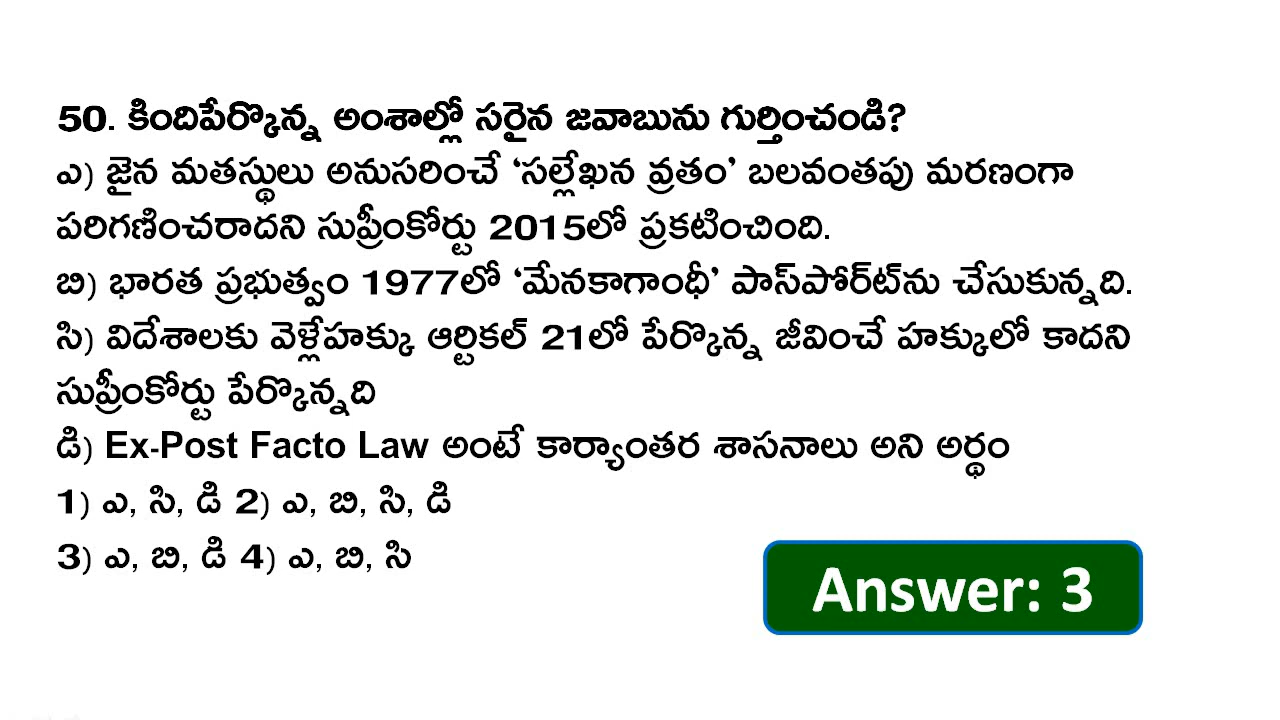 50. కిందిపేర్కొన్న అంశాల్లో సరైన జవాబును గుర్తించండి?
ఎ) జైన మతస్థులు అనుసరించే ‘సల్లేఖన వ్రతం’ బలవంతపు మరణంగా
పరిగణించరాదని సుప్రీంకోర్టు 2015లో ప్రకటించింది.
బి) భారత ప్రభుత్వం 1977లో ‘మేనకాగాంధీ’ పాస్‌పోర్ట్‌ను చేసుకున్నది.
సి) విదేశాలకు వెళ్లేహక్కు ఆర్టికల్ 21లో పేర్కొన్న జీవించే హక్కులో కాదని
సుప్రీంకోర్టు పేర్కొన్నది
డి) Ex-Post Facto Law అంటే కార్యాంతర శాసనాలు అని అర్థం
1) ఎ, సి, డి 2) ఎ, బి, సి, డి
3) ఎ, బి, డి 4) ఎ, బి, సి
Answer: 3